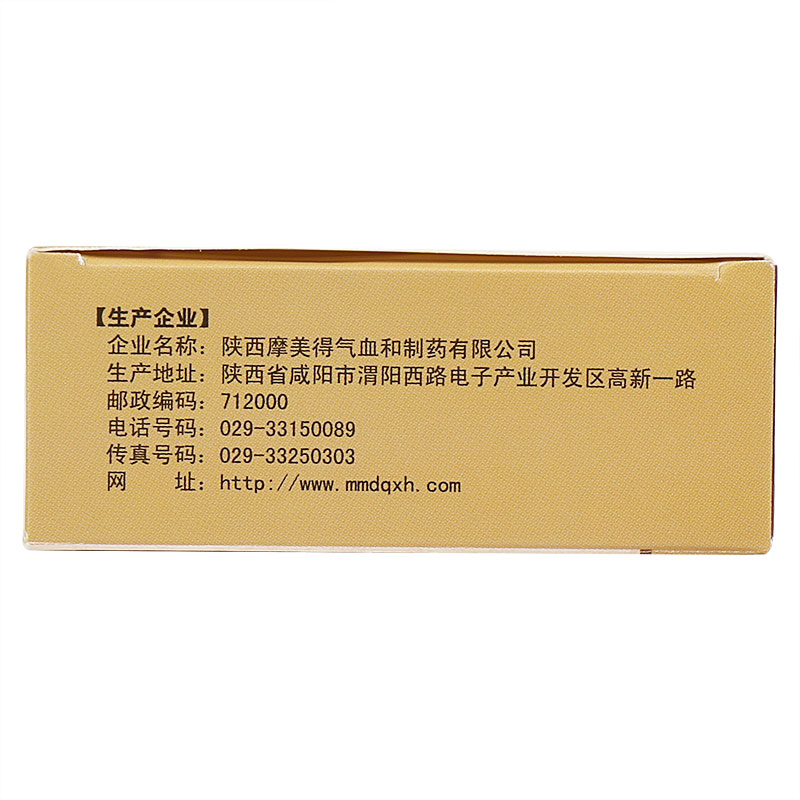 【生产企业】
企业名称：陕西摩美得气血和制药有限公司
生产地址：陕西省咸阳市渭阳西路电子产业开发区高新一路
邮政编码：712000
电话号码：029-33150089
传真号码：029-33250303
网　　址：http://www.mmdqxh.com